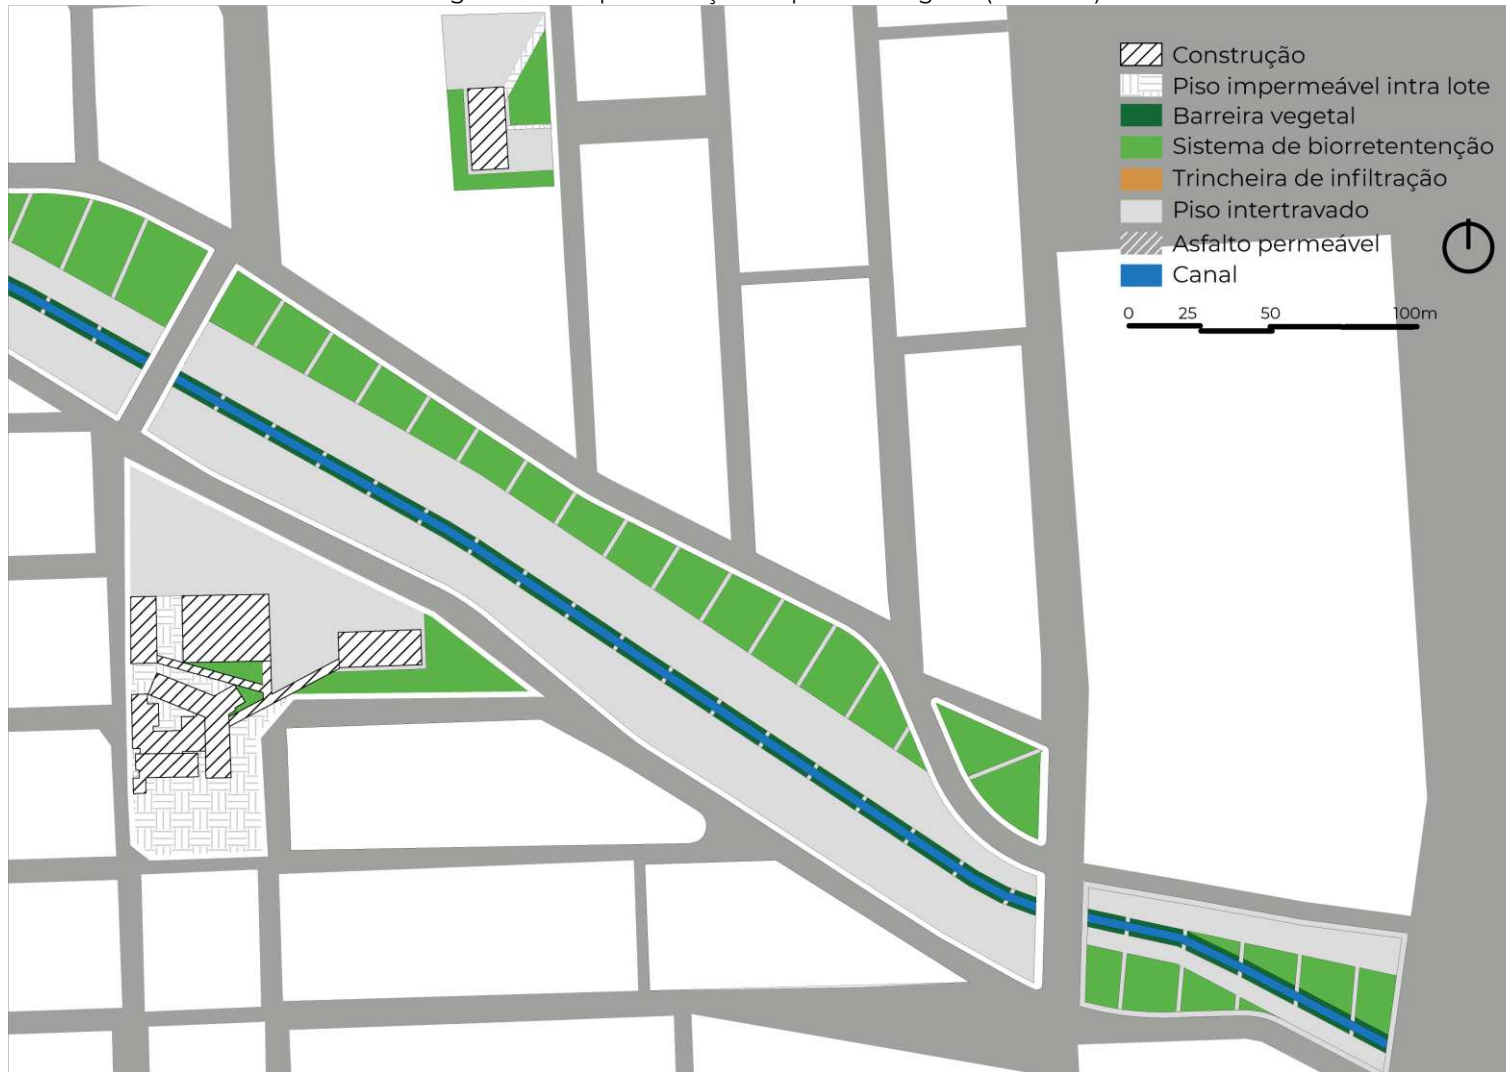 Construção
Piso impermeável intra lote
Barreira vegetal
Sistema de biorretentenção
Trincheira de infiltração
Piso intertravado
Asfalto permeável
Canal
0 25 50 100m